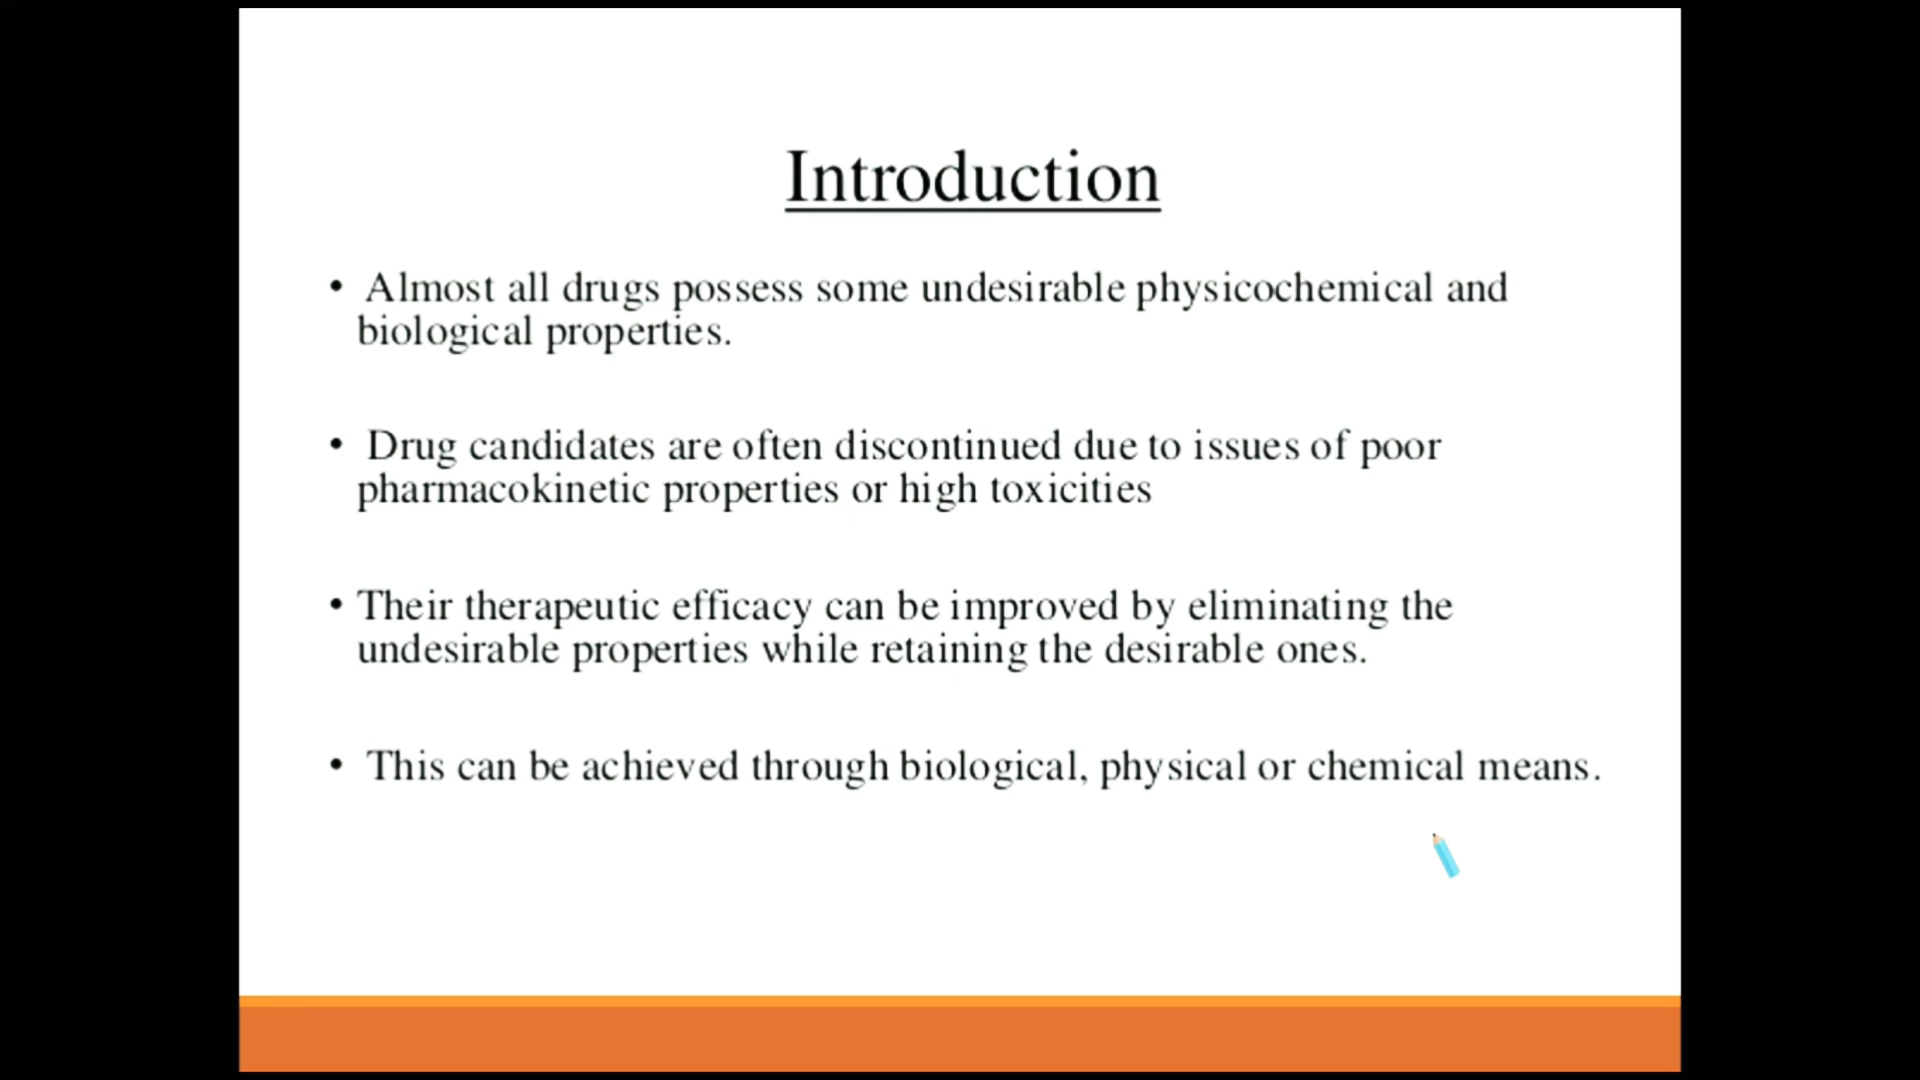 Introduction
• Almost all drugs possess some undesirable physicochemical and
biological properties.
• Drug candidates are often discontinued due to issues of poor
pharmacokinetic properties or high toxicities
• Their therapeutic efficacy can be improved by eliminating the
undesirable properties while retaining the desirable ones.
• This can be achieved through biological, physical or chemical means.